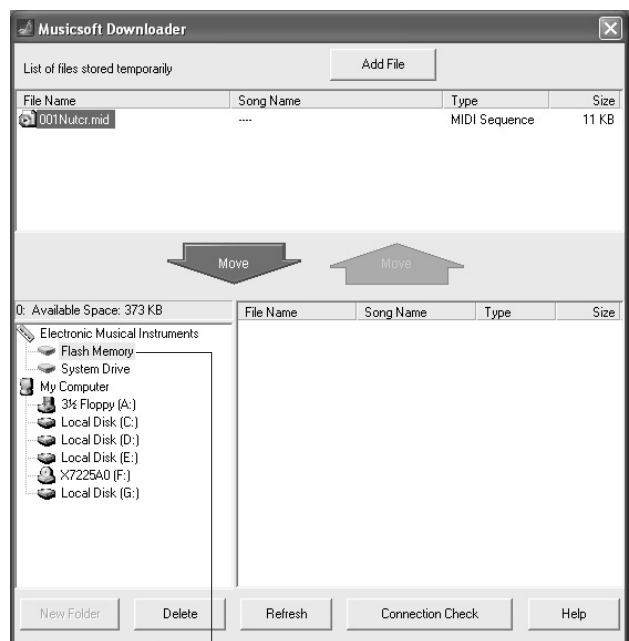 Musicsoft Downloader
List of files stored temporarily
Add File
File Name Song Name Type Size
001Nutcr.mid ---- MIDI Sequence 11 KB
Move Move
0: Available Space: 373 KB
File Name Song Name Type Size
Electronic Musical Instruments
Flash Memory
System Drive
My Computer
3½ Floppy (A:)
Local Disk (C:)
Local Disk (D:)
Local Disk (E:)
X7225A0 (F:)
Local Disk (G:)
New Folder Delete Refresh Connection Check Help